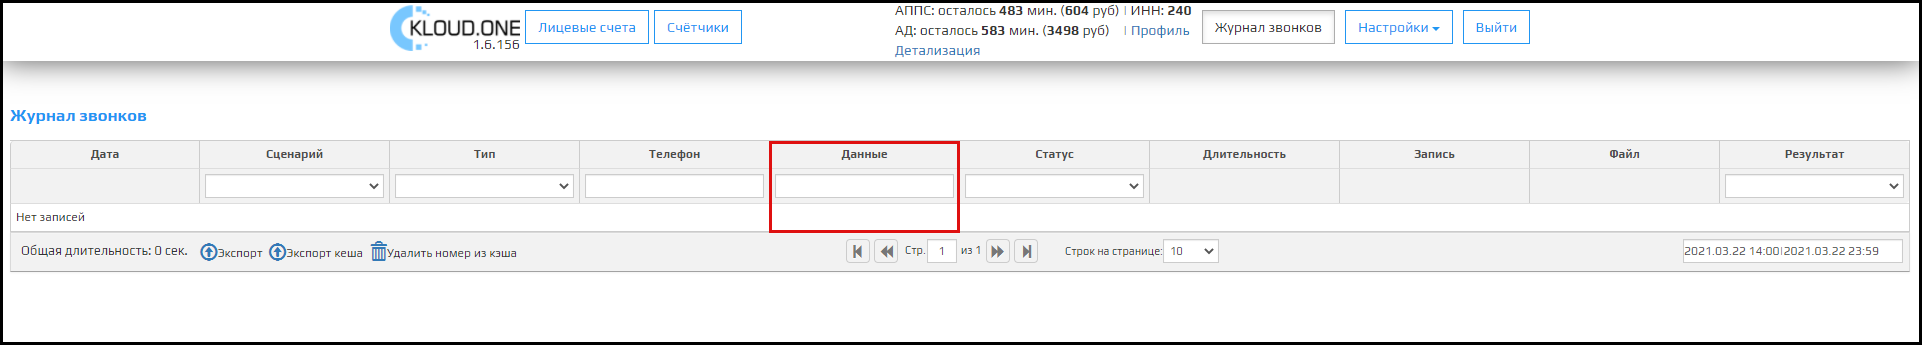 KLOUD.ONE
1.6.156
Лицевые счета
Счётчики
АППС: осталось 483 мин. (604 руб) | ИНН: 240
АД: осталось 583 мин. (3498 руб) | Профиль
Детализация
Журнал звонков
Настройки
Выйти
Журнал звонков
Дата Сценарий Тип Телефон Данные Статус Длительность Запись Файл Результат
Нет записей
Общая длительность: 0 сек. Экспорт Экспорт кеша Удалить номер из кэша Стр. 1 из 1 Строк на странице: 10 2021.03.22 14:00|2021.03.22 23:59